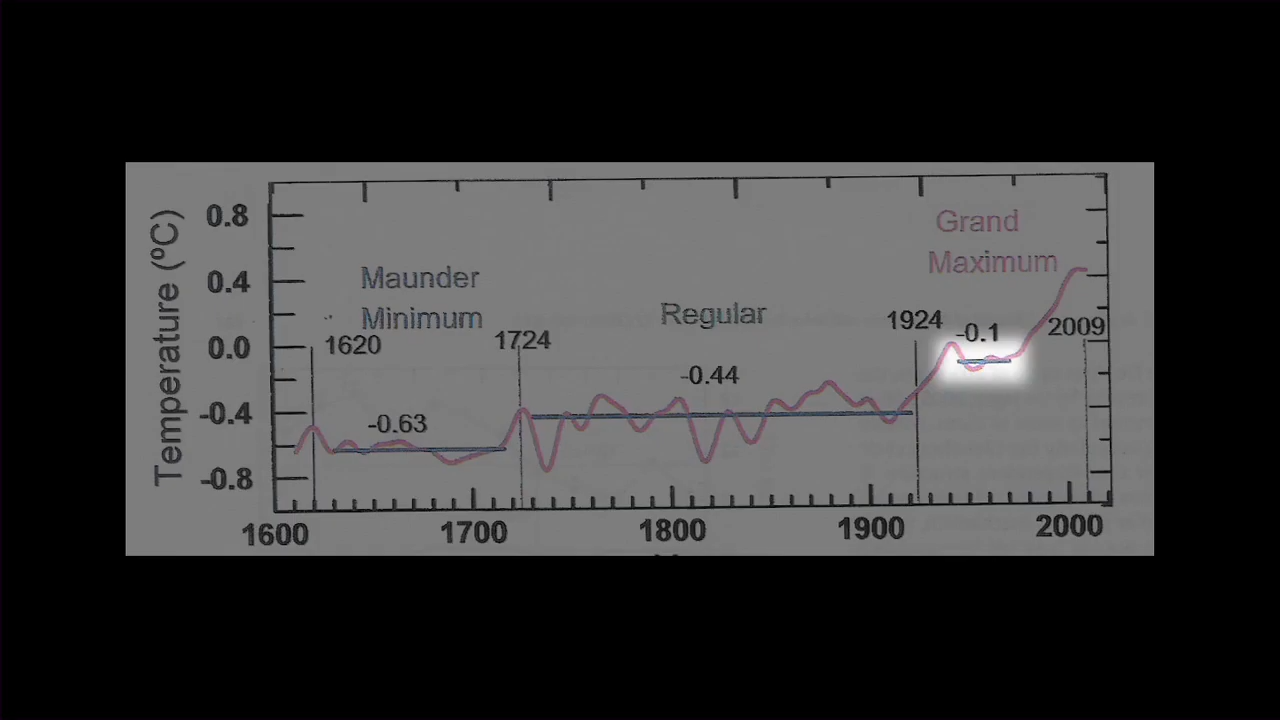 Temperature (ºC)
0.8
0.4
0.0
-0.4
-0.8
Grand
Maximum
Maunder
Minimum
Regular
1620
1724
1924
-0.1
2009
-0.44
-0.63
1600
1700
1800
1900
2000